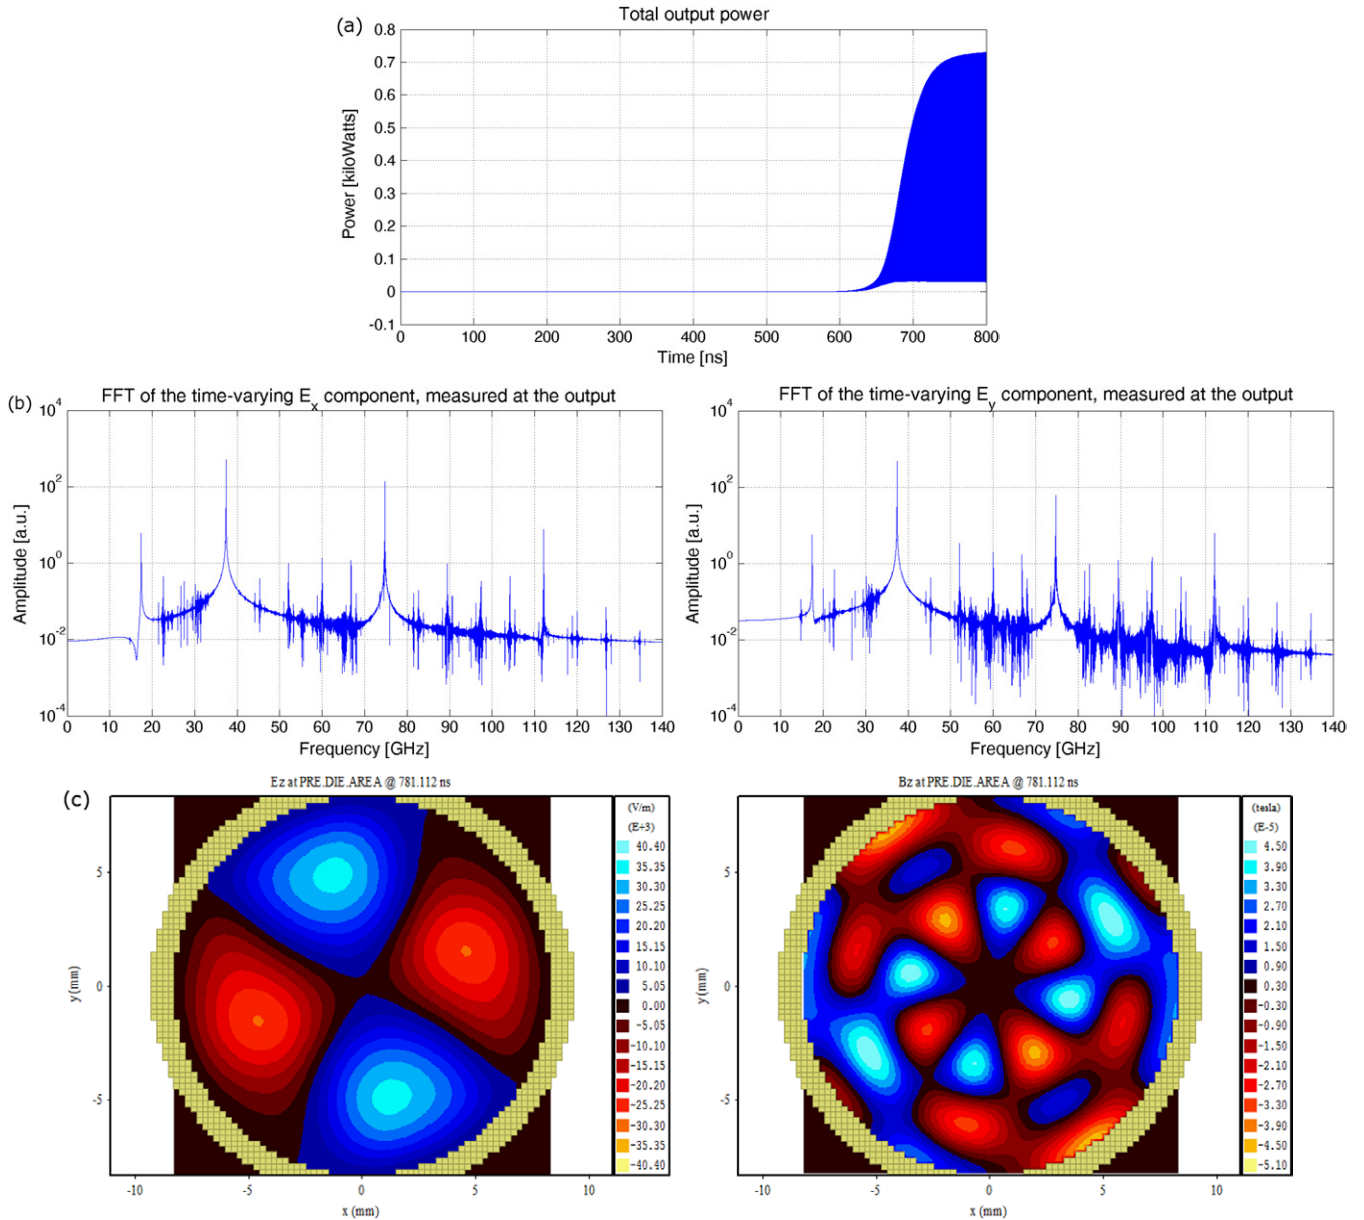 (a)
Total output power
0.8
0.7
0.6
0.5
0.4
0.3
0.2
0.1
0
-0.1
Power [kiloWatts]
0 100 200 300 400 500 600 700 800
Time [ns]
(b)
FFT of the time-varying Ex component, measured at the output
10^4
10^2
10^0
10^-2
10^-4
Amplitude [a.u.]
0 10 20 30 40 50 60 70 80 90 100 110 120 130 140
Frequency [GHz]
FFT of the time-varying Ey component, measured at the output
10^4
10^2
10^0
10^-2
10^-4
Amplitude [a.u.]
0 10 20 30 40 50 60 70 80 90 100 110 120 130 140
Frequency [GHz]
(c)
Ez at PRE.DIE.AREA @ 781.112 ns
5
0
-5
y (mm)
-10 -5 0 5 10
x (mm)
(V/m)
(E+3)
40.40
35.35
30.30
25.25
20.20
15.15
10.10
5.05
0.00
-5.05
-10.10
-15.15
-20.20
-25.25
-30.30
-35.35
-40.40
Bz at PRE.DIE.AREA @ 781.112 ns
5
0
-5
y (mm)
-10 -5 0 5 10
x (mm)
(tesla)
(E-5)
4.50
3.90
3.30
2.70
2.10
1.50
0.90
0.30
-0.30
-0.90
-1.50
-2.10
-2.70
-3.30
-3.90
-4.50
-5.10